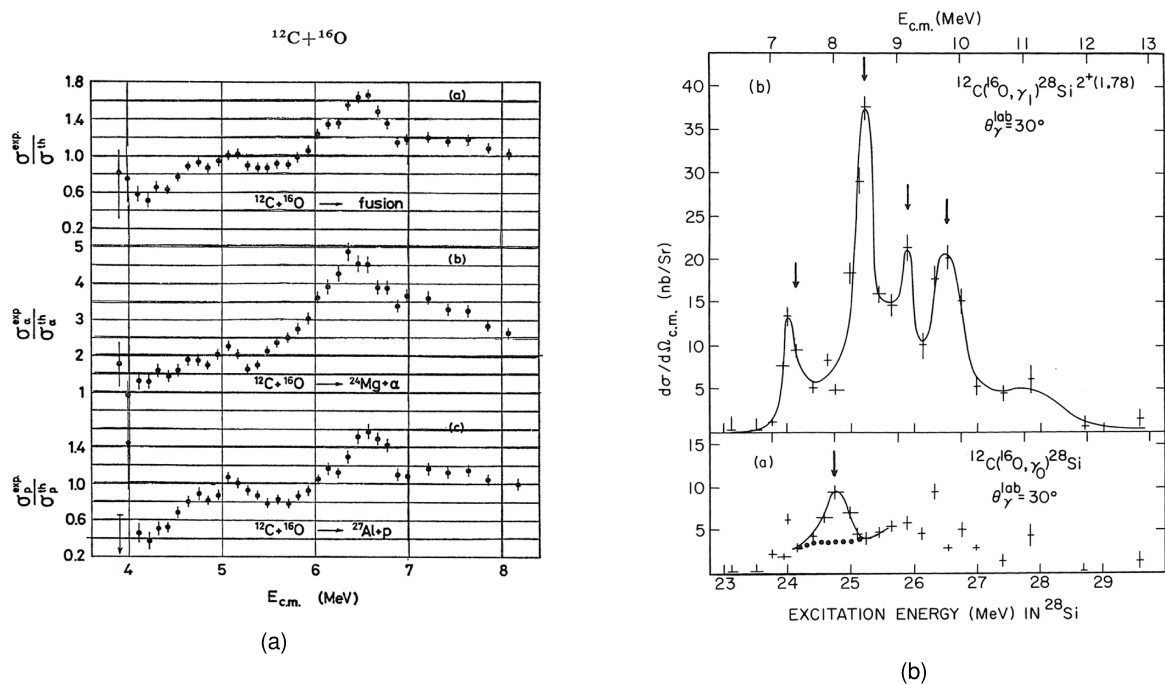 ¹²C+¹⁶O
1.8
1.4
1.0
0.6
0.2
σ^exp. / σ^th
(a)
¹²C+¹⁶O → fusion
5
4
3
2
1
σ_α^exp / σ_α^th
(b)
¹²C+¹⁶O → ²⁴Mg+α
1.4
1.0
0.6
0.2
σ_p^exp. / σ_p^th
(c)
¹²C+¹⁶O → ²⁷Al+p
4 5 6 7 8
E_c.m. (MeV)
(a)
E_c.m. (MeV)
7 8 9 10 11 12 13
40
35
30
25
20
15
10
5
dσ/dΩ_c.m. (nb/Sr)
(b)
¹²C(¹⁶O, γ₁)²⁸Si²⁺(1.78)
θ_γ^lab = 30°
15
10
5
(a)
¹²C(¹⁶O, γ₀)²⁸Si
θ_γ^lab = 30°
23 24 25 26 27 28 29
EXCITATION ENERGY (MeV) IN ²⁸Si
(b)